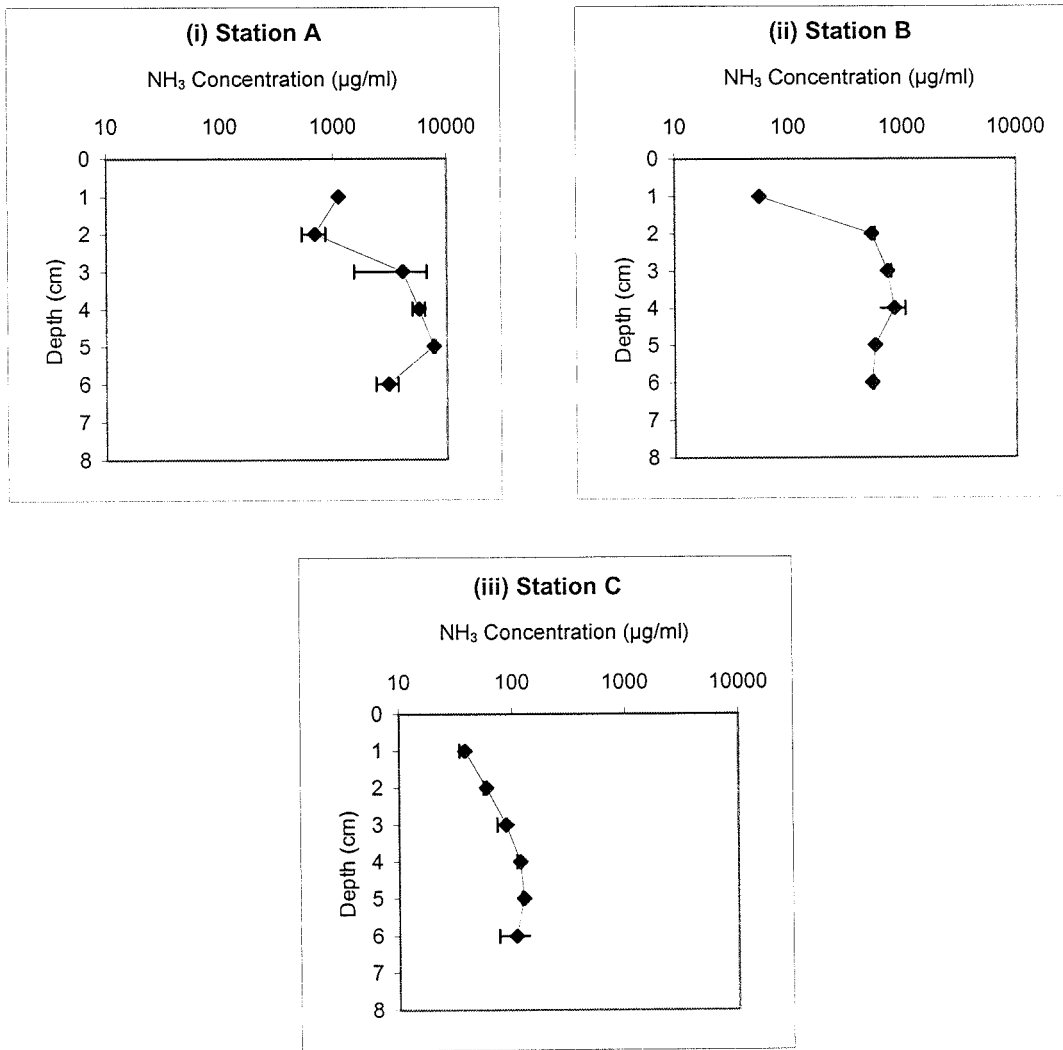 (i) Station A
NH₃ Concentration (µg/ml)
10 100 1000 10000
Depth (cm)
0
1
2
3
4
5
6
7
8
(ii) Station B
NH₃ Concentration (µg/ml)
10 100 1000 10000
Depth (cm)
0
1
2
3
4
5
6
7
8
(iii) Station C
NH₃ Concentration (µg/ml)
10 100 1000 10000
Depth (cm)
0
1
2
3
4
5
6
7
8